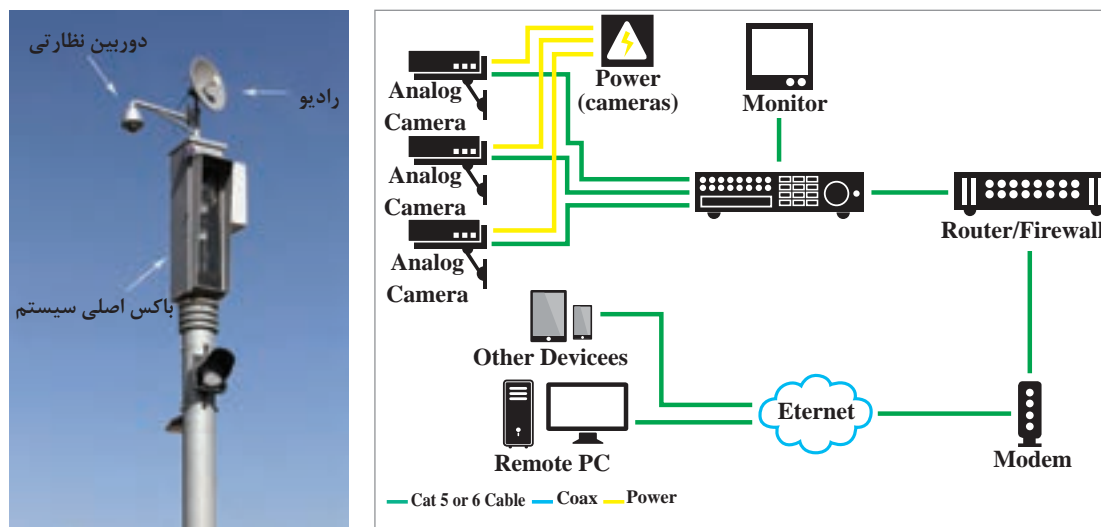 دوربین نظارتی
رادیو
باکس اصلی سیستم
Analog
Camera
Analog
Camera
Analog
Camera
Power
(cameras)
Monitor
Router/Firewall
Other Devicees
Remote PC
Eternet
Modem
Cat 5 or 6 Cable Coax Power